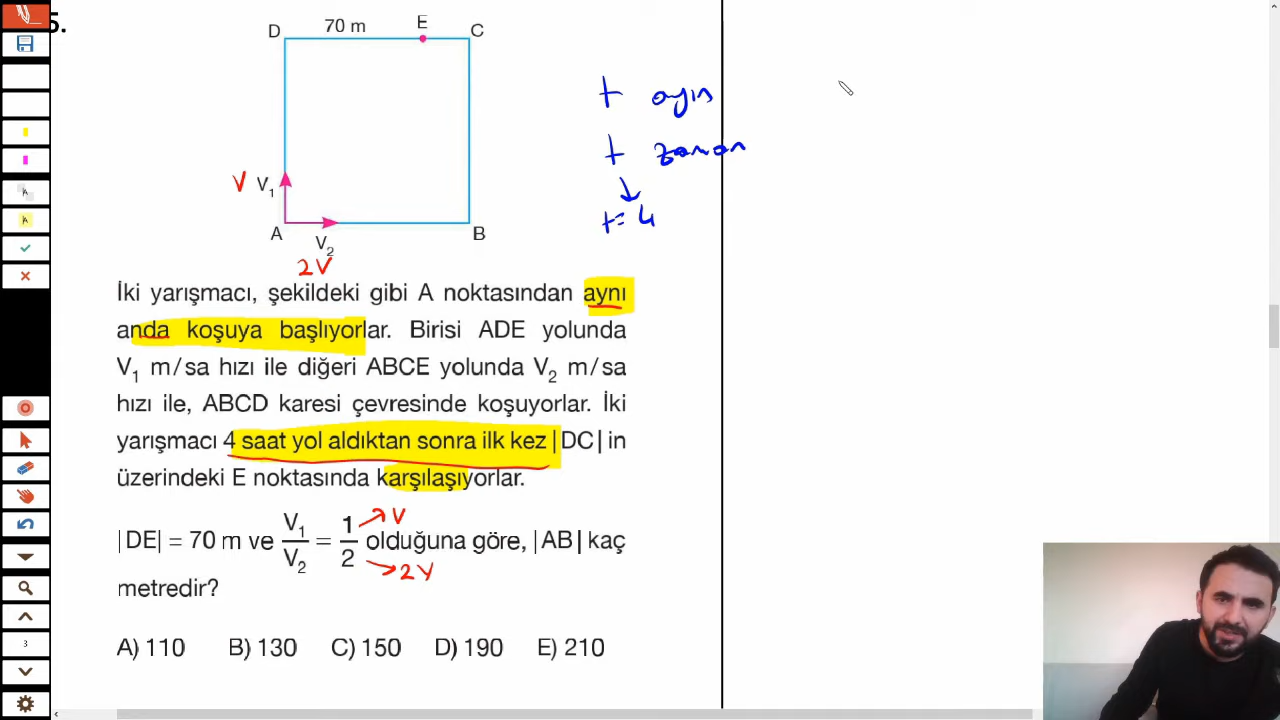 5.
D 70 m E C
t aynı
t zaman
t = 4
V V₁
A V₂ B
2V
İki yarışmacı, şekildeki gibi A noktasından aynı
anda koşuya başlıyorlar. Birisi ADE yolunda
V₁ m/sa hızı ile diğeri ABCE yolunda V₂ m/sa
hızı ile, ABCD karesi çevresinde koşuyorlar. İki
yarışmacı 4 saat yol aldıktan sonra ilk kez |DC| in
üzerindeki E noktasında karşılaşıyorlar.
|DE| = 70 m ve V₁/V₂ = 1/2 olduğuna göre, |AB| kaç
V
2V
metredir?
A) 110 B) 130 C) 150 D) 190 E) 210
3